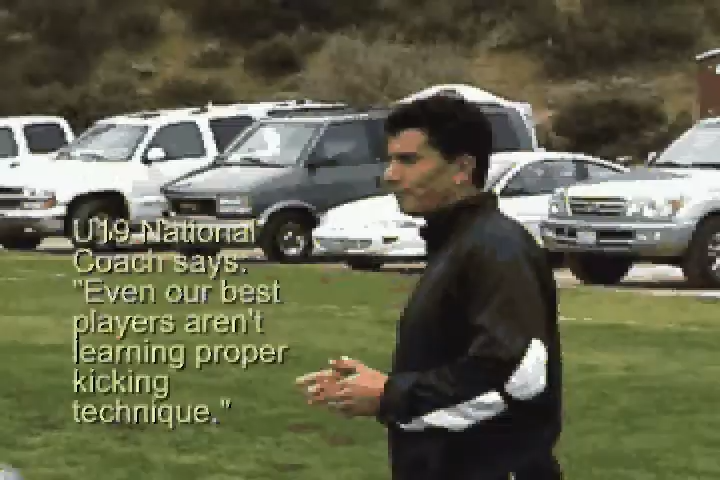 U19 National
Coach says.
"Even our best
players aren't
learning proper
kicking
technique."